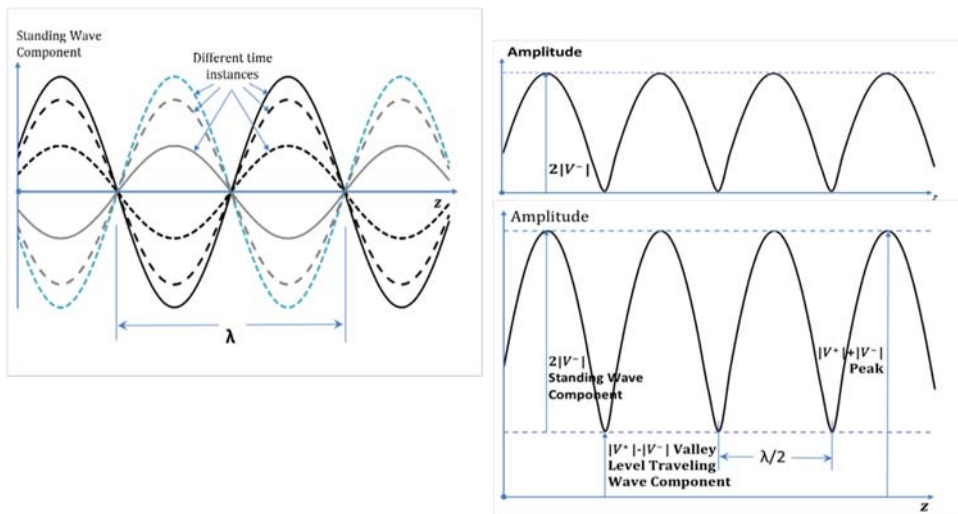 Standing Wave
Component
Different time
instances
z
λ
Amplitude
2|V⁻|
Amplitude
2|V⁻|
Standing Wave
Component
|V⁺|+|V⁻|
Peak
|V⁺|-|V⁻| Valley
Level Traveling
Wave Component
λ/2
z